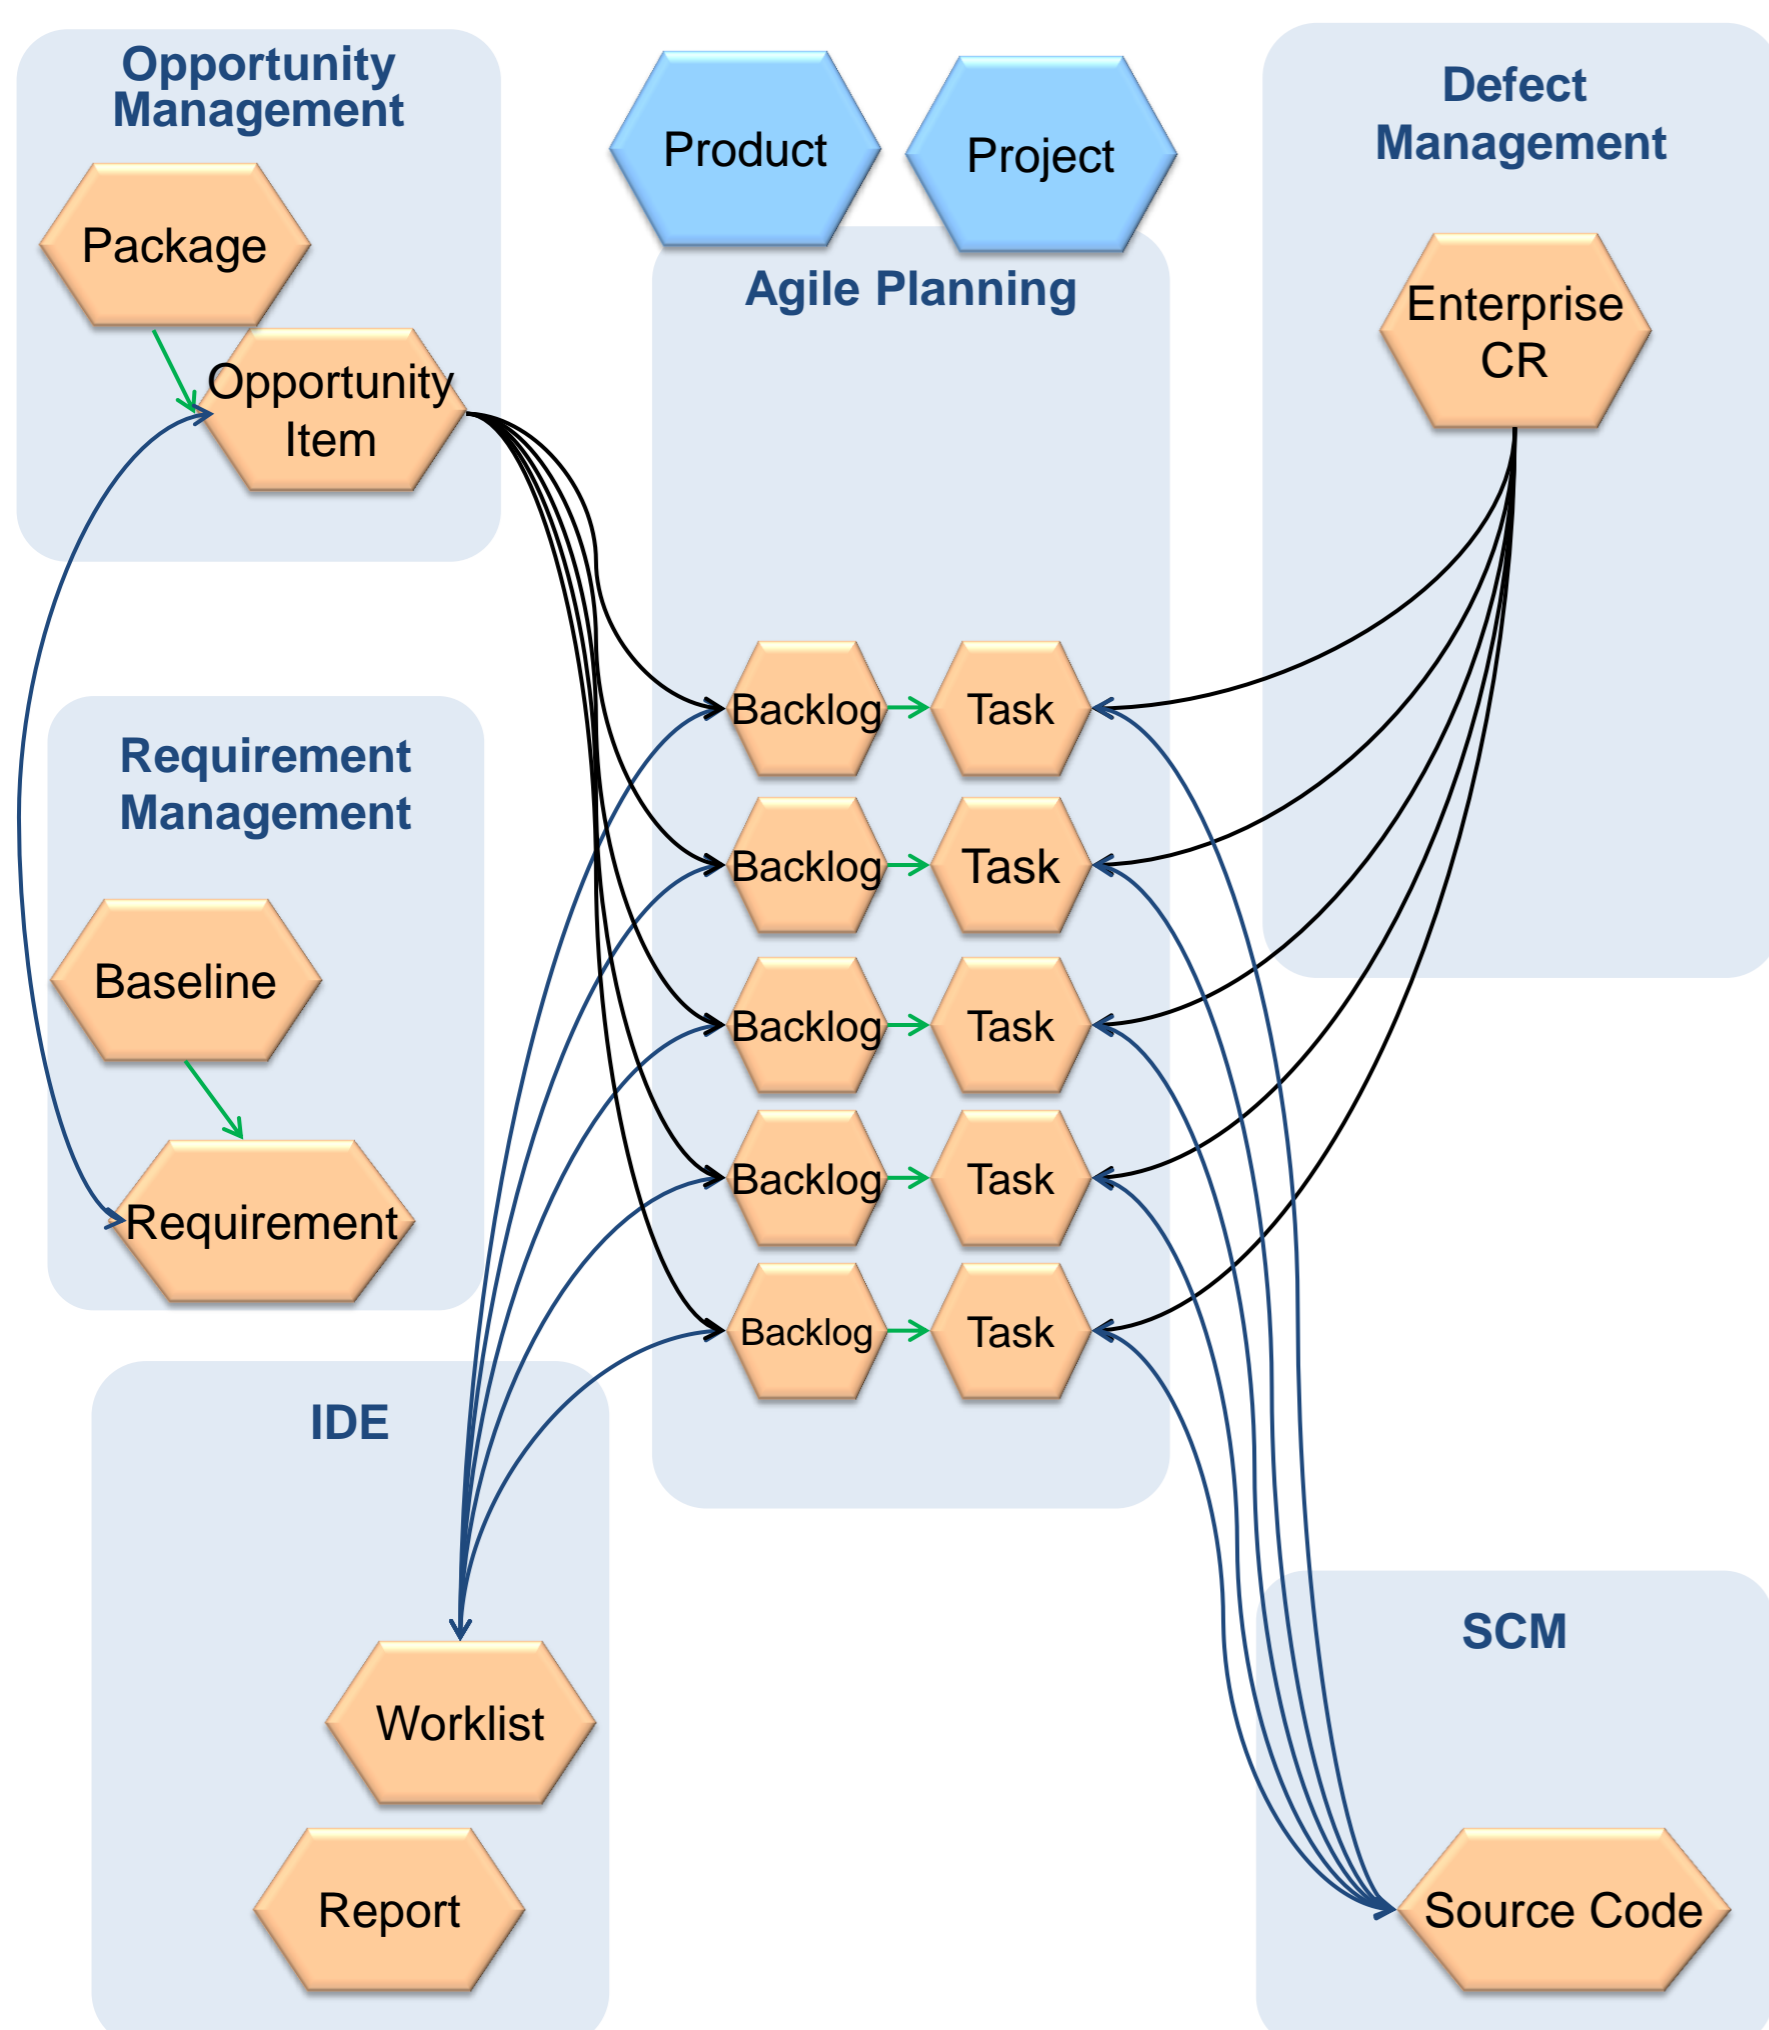 Opportunity
Management
Package
Opportunity
Item
Product
Project
Agile Planning
Defect
Management
Enterprise
CR
Requirement
Management
Baseline
Requirement
Backlog
Task
Backlog
Task
Backlog
Task
Backlog
Task
Backlog
Task
IDE
Worklist
Report
SCM
Source Code